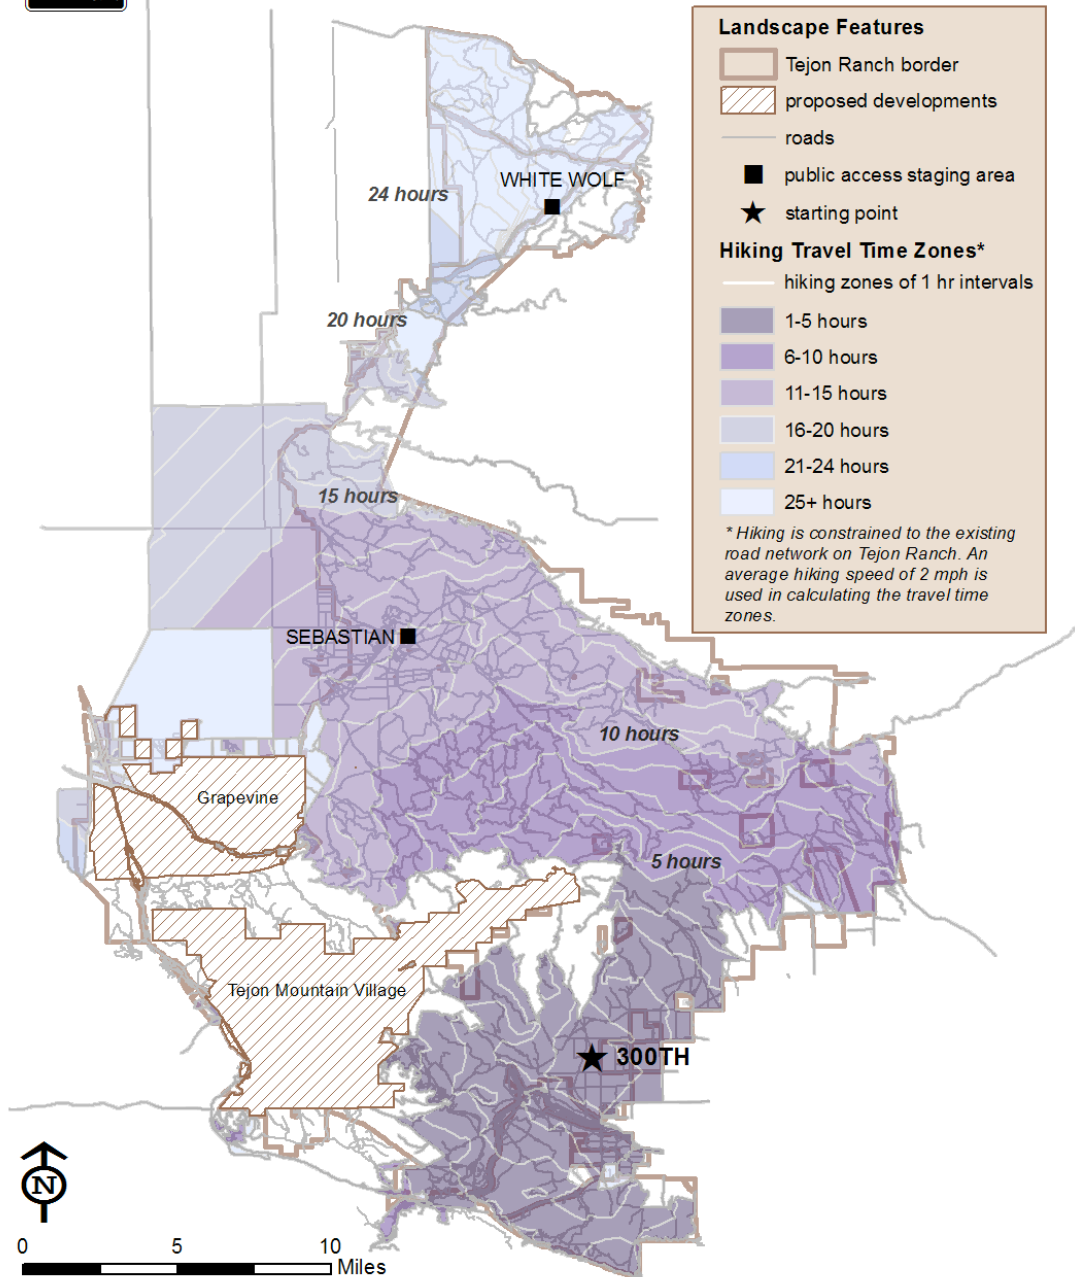 Landscape Features
Tejon Ranch border
proposed developments
roads
public access staging area
starting point
Hiking Travel Time Zones*
hiking zones of 1 hr intervals
1-5 hours
6-10 hours
11-15 hours
16-20 hours
21-24 hours
25+ hours
* Hiking is constrained to the existing
road network on Tejon Ranch. An
average hiking speed of 2 mph is
used in calculating the travel time
zones.
WHITE WOLF
24 hours
20 hours
15 hours
SEBASTIAN
10 hours
Grapevine
5 hours
Tejon Mountain Village
300TH
N
0 5 10
Miles